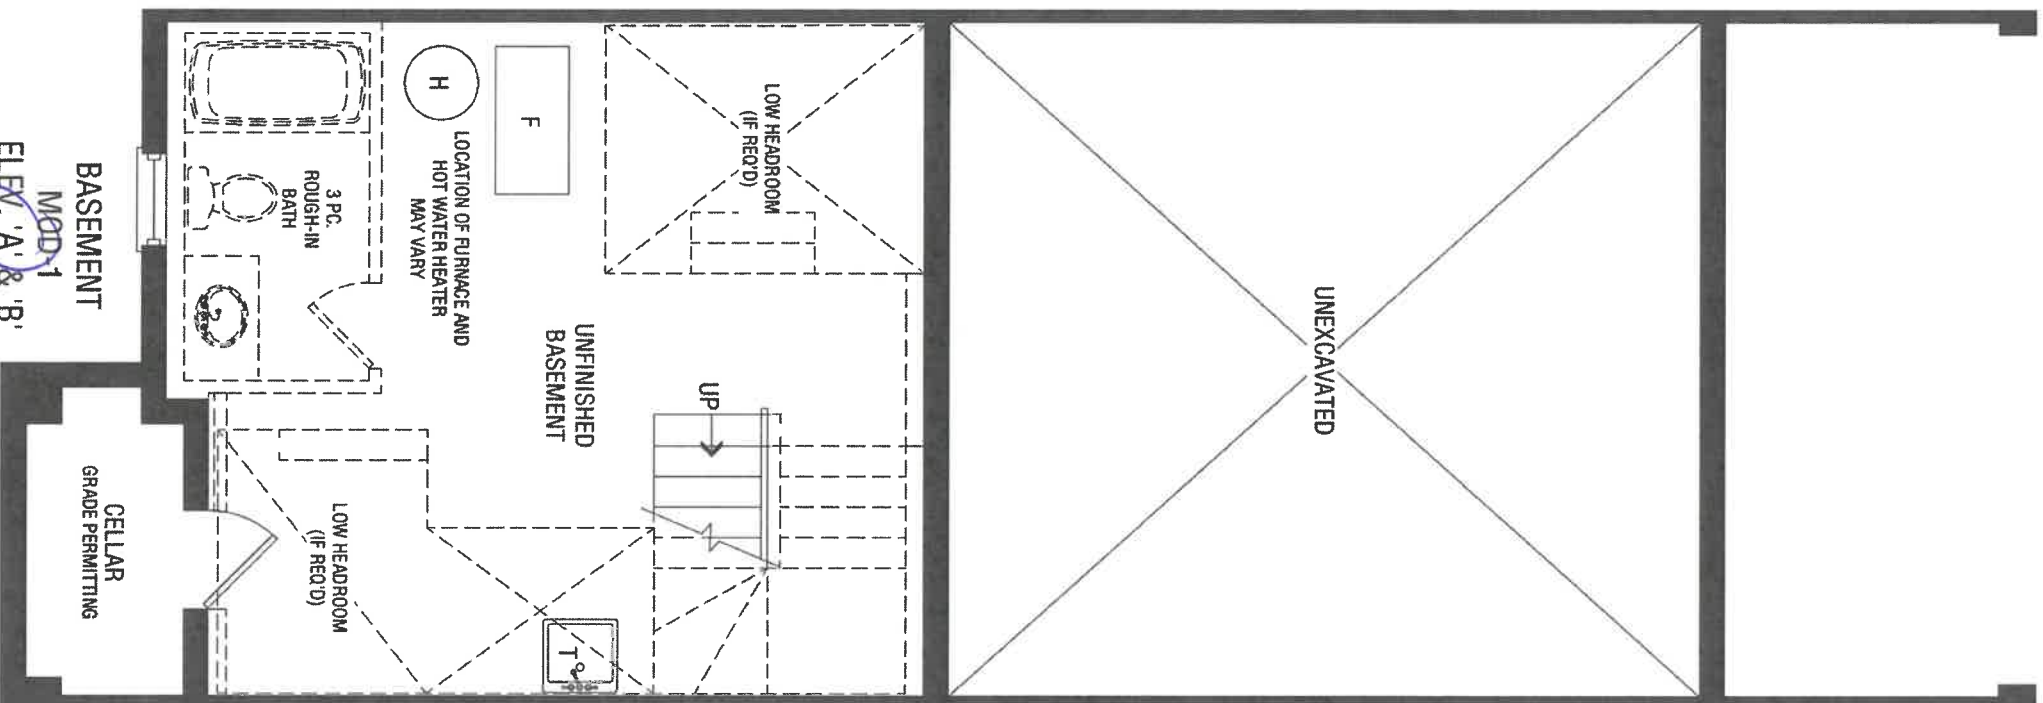 BASEMENT
MOD-1
ELEV. 'A' & 'B'
3 PC.
ROUGH-IN
BATH
H
F
LOCATION OF FURNACE AND
HOT WATER HEATER
MAY VARY
LOW HEADROOM
(IF REQ'D)
UNFINISHED
BASEMENT
UP
UNEXCAVATED
CELLAR
GRADE PERMITTING
LOW HEADROOM
(IF REQ'D)
T